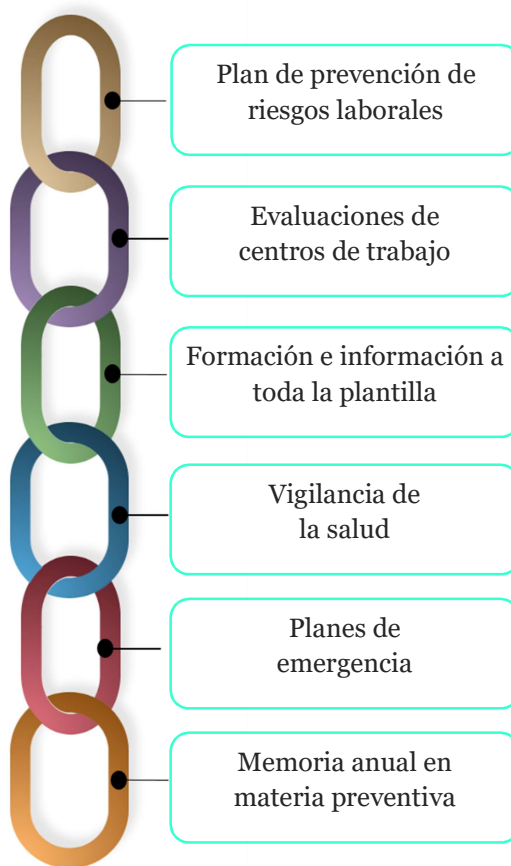 Plan de prevención de
riesgos laborales
Evaluaciones de
centros de trabajo
Formación e información a
toda la plantilla
Vigilancia de
la salud
Planes de
emergencia
Memoria anual en
materia preventiva